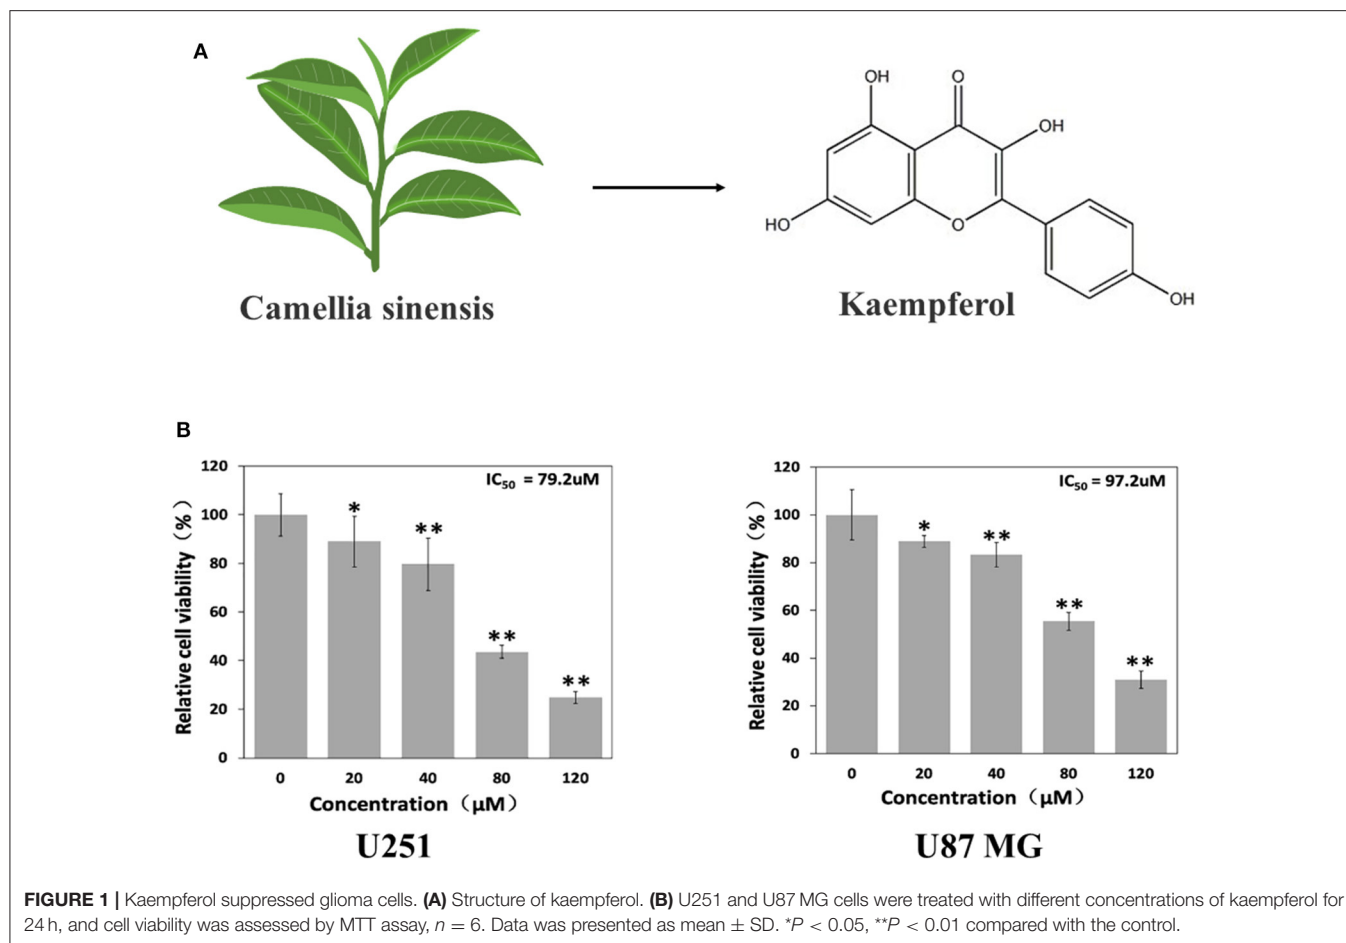 A
OH
O
OH
HO
O
OH
Camellia sinensis
Kaempferol
B
120
100
80
60
40
20
0
Relative cell viability（%）
IC50 = 79.2uM
*
**
**
**
0 20 40 80 120
Concentration（μM）
U251
120
100
80
60
40
20
0
Relative cell viability（%）
IC50 = 97.2uM
*
**
**
**
0 20 40 80 120
Concentration（μM）
U87 MG
FIGURE 1 | Kaempferol suppressed glioma cells. (A) Structure of kaempferol. (B) U251 and U87 MG cells were treated with different concentrations of kaempferol for
24 h, and cell viability was assessed by MTT assay, n = 6. Data was presented as mean ± SD. *P < 0.05, **P < 0.01 compared with the control.